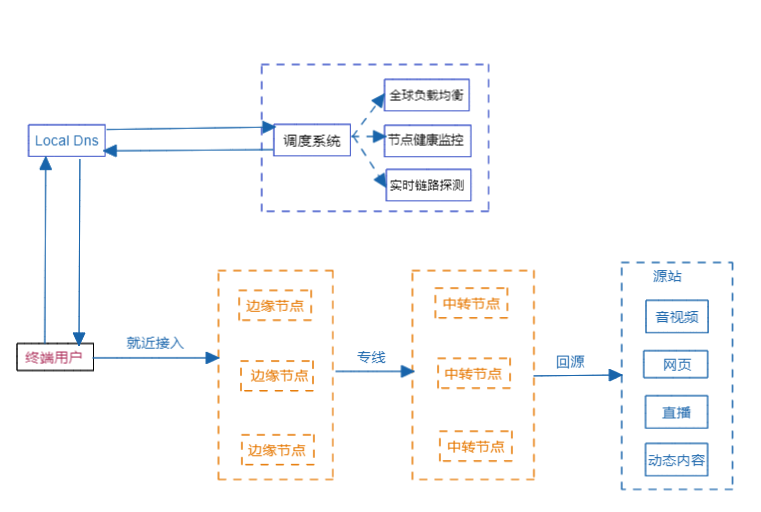 全球负载均衡
Local Dns
调度系统
节点健康监控
实时链路探测
终端用户
就近接入
边缘节点
边缘节点
边缘节点
专线
中转节点
中转节点
中转节点
回源
源站
音视频
网页
直播
动态内容